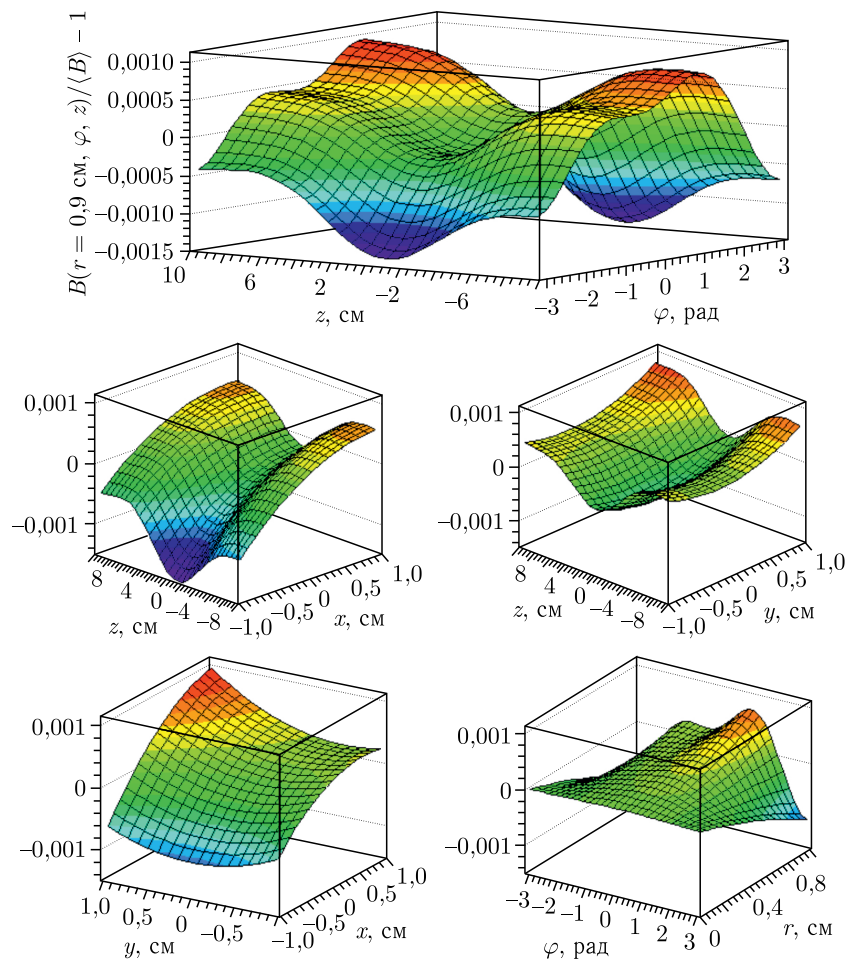 B(r = 0,9 см, φ, z)/⟨B⟩ − 1
0,0010
0,0005
0
−0,0005
−0,0010
−0,0015
10 6 2 −2 −6
z, см
−3 −2 −1 0 1 2 3
φ, рад
0,001
0
−0,001
8 4 0 −4 −8
z, см
−1,0 −0,5 0 0,5 1,0
x, см
0,001
0
−0,001
8 4 0 −4 −8
z, см
−1,0 −0,5 0 0,5 1,0
y, см
0,001
0
−0,001
1,0 0,5 0 −0,5 −1,0
y, см
−0,5 0 0,5 1,0
x, см
0,001
0
−0,001
−3 −2 −1 0 1 2 3
φ, рад
0 0,4 0,8
r, см